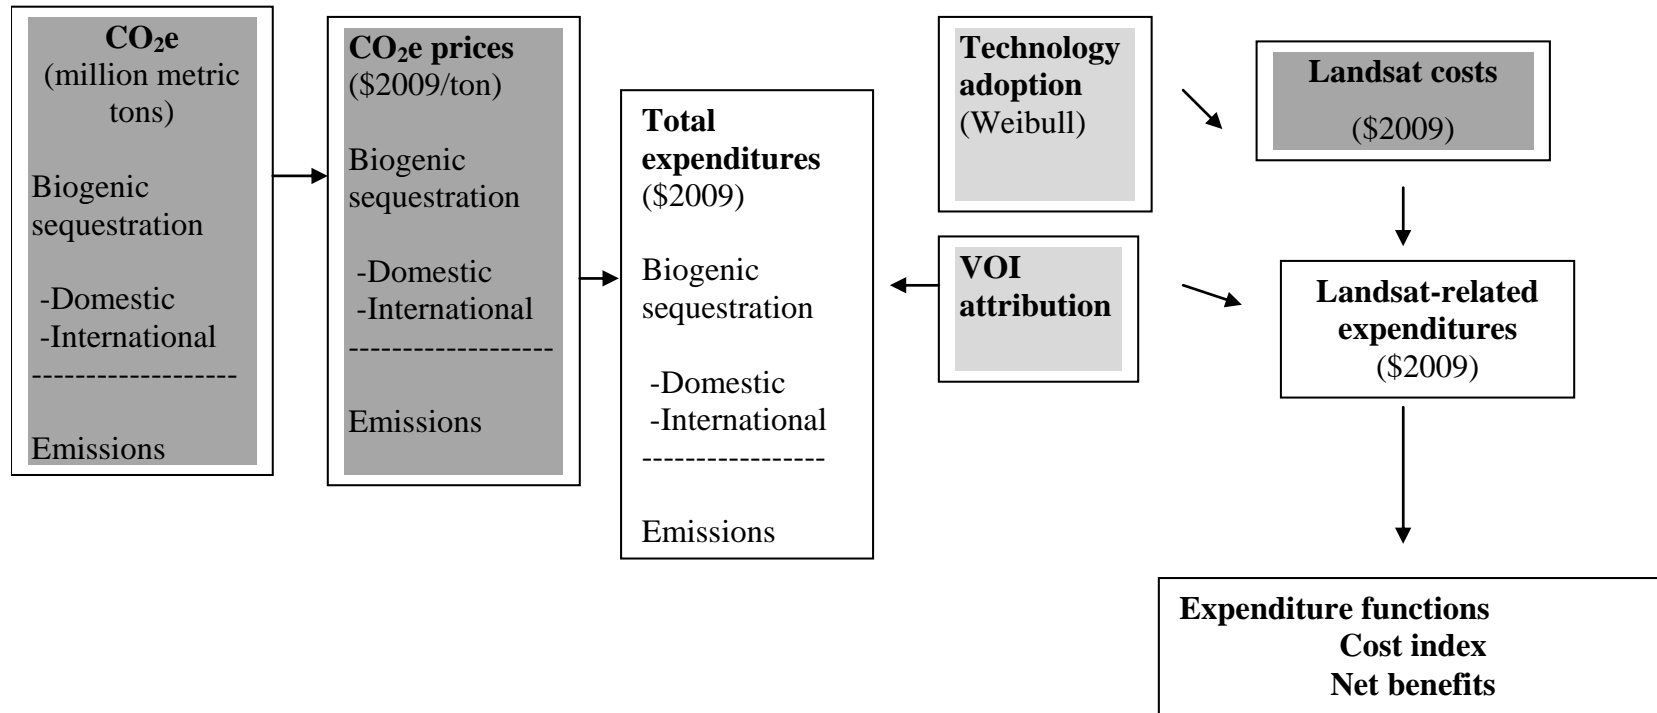 CO₂e
(million metric
tons)
Biogenic
sequestration
-Domestic
-International
-------------------
Emissions
CO₂e prices
($2009/ton)
Biogenic
sequestration
-Domestic
-International
-------------------
Emissions
Total
expenditures
($2009)
Biogenic
sequestration
-Domestic
-International
-----------------
Emissions
Technology
adoption
(Weibull)
VOI
attribution
Landsat costs
($2009)
Landsat-related
expenditures
($2009)
Expenditure functions
Cost index
Net benefits